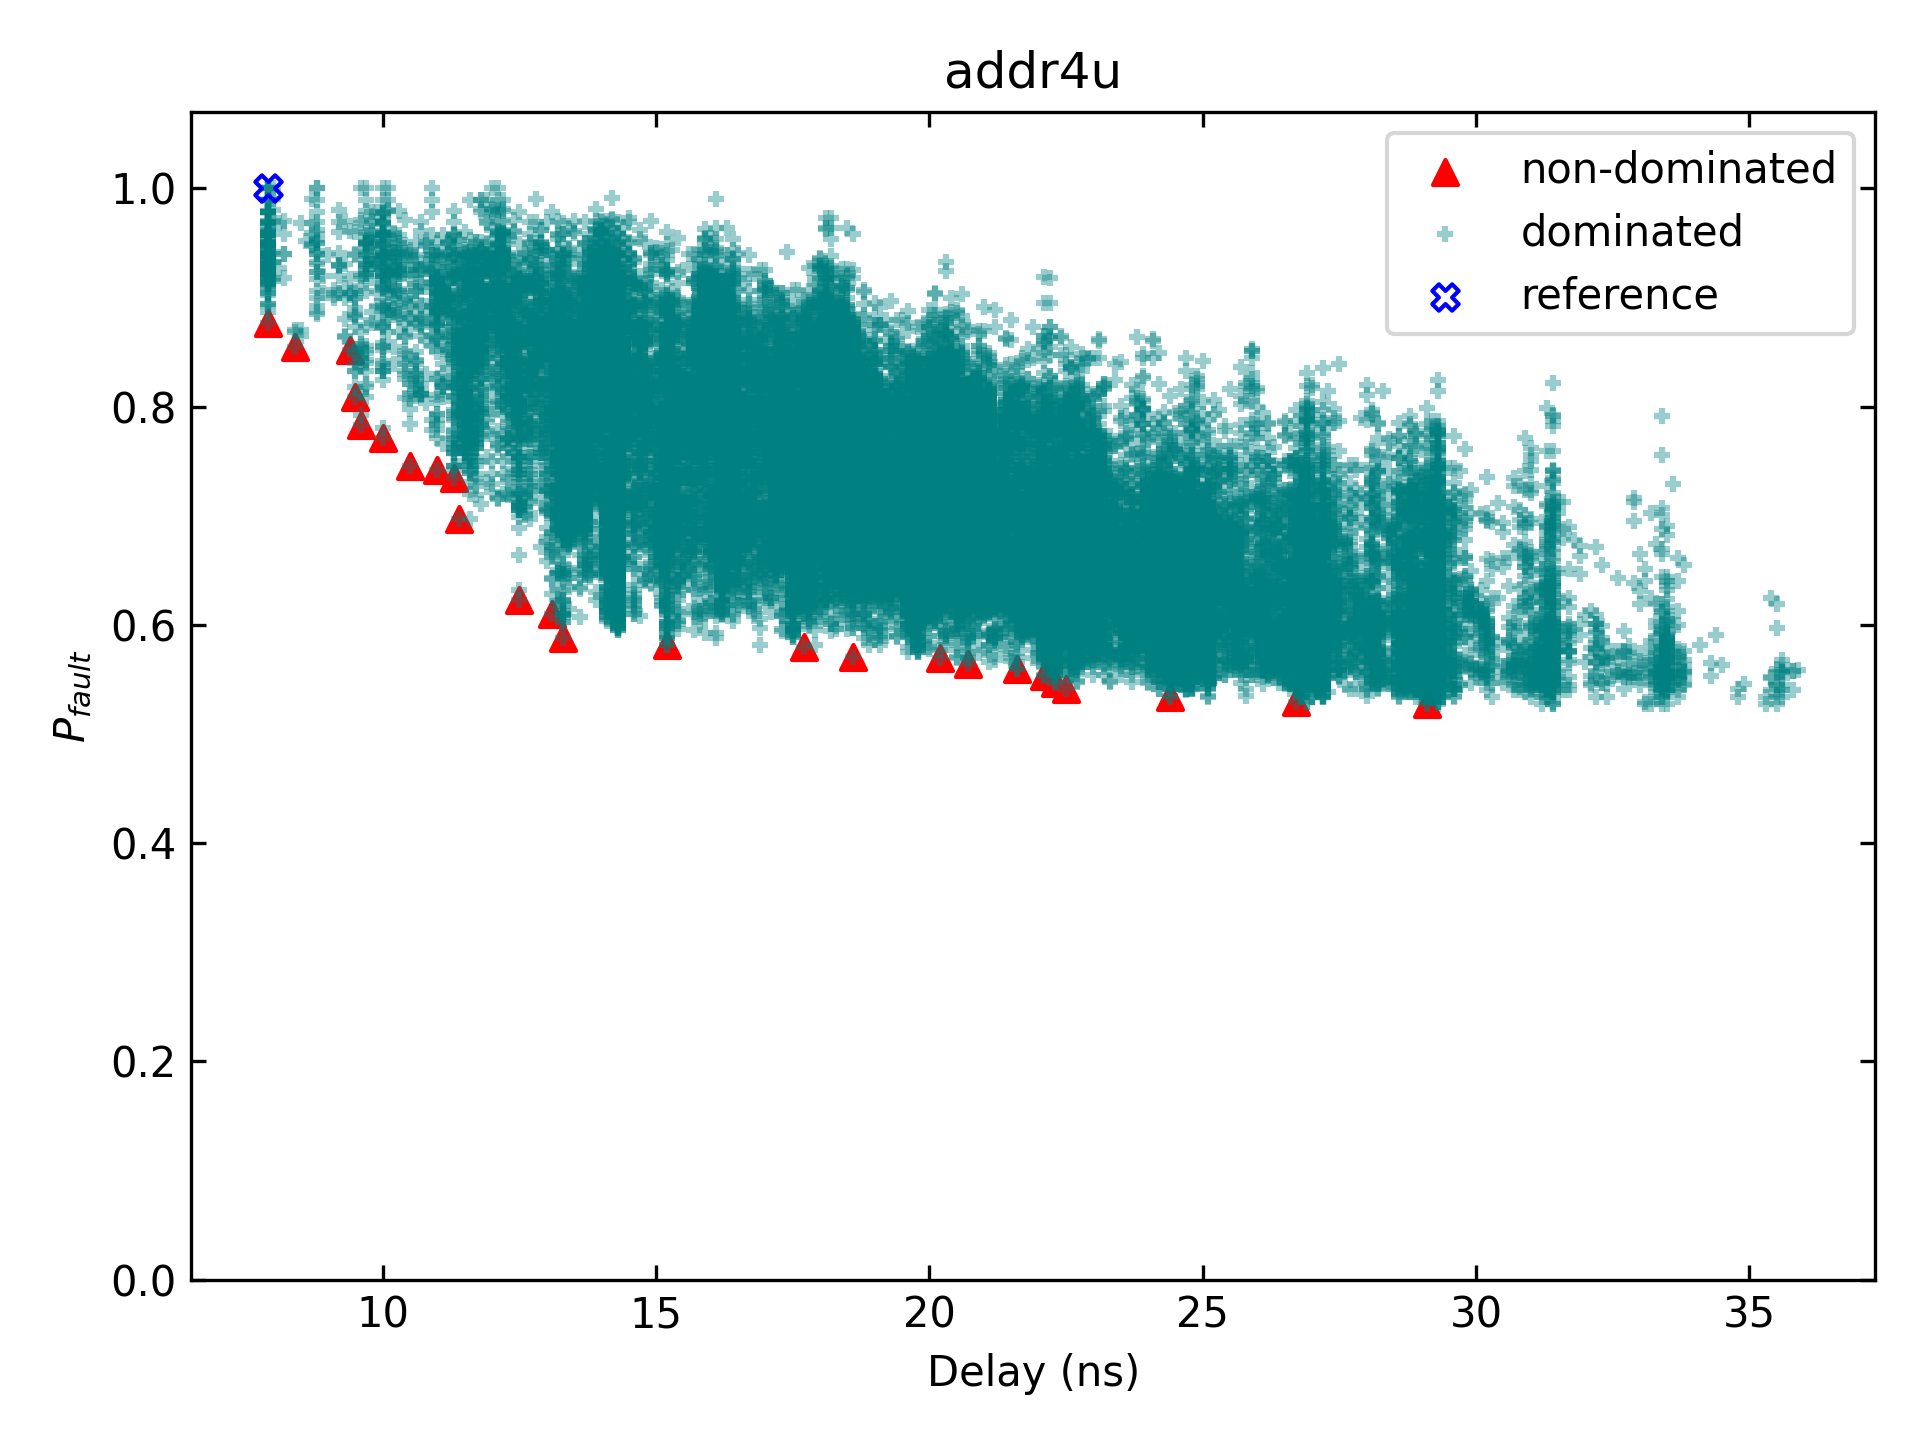 addr4u
non-dominated
dominated
reference
1.0
0.8
0.6
0.4
0.2
0.0
P_fault
10 15 20 25 30 35
Delay (ns)